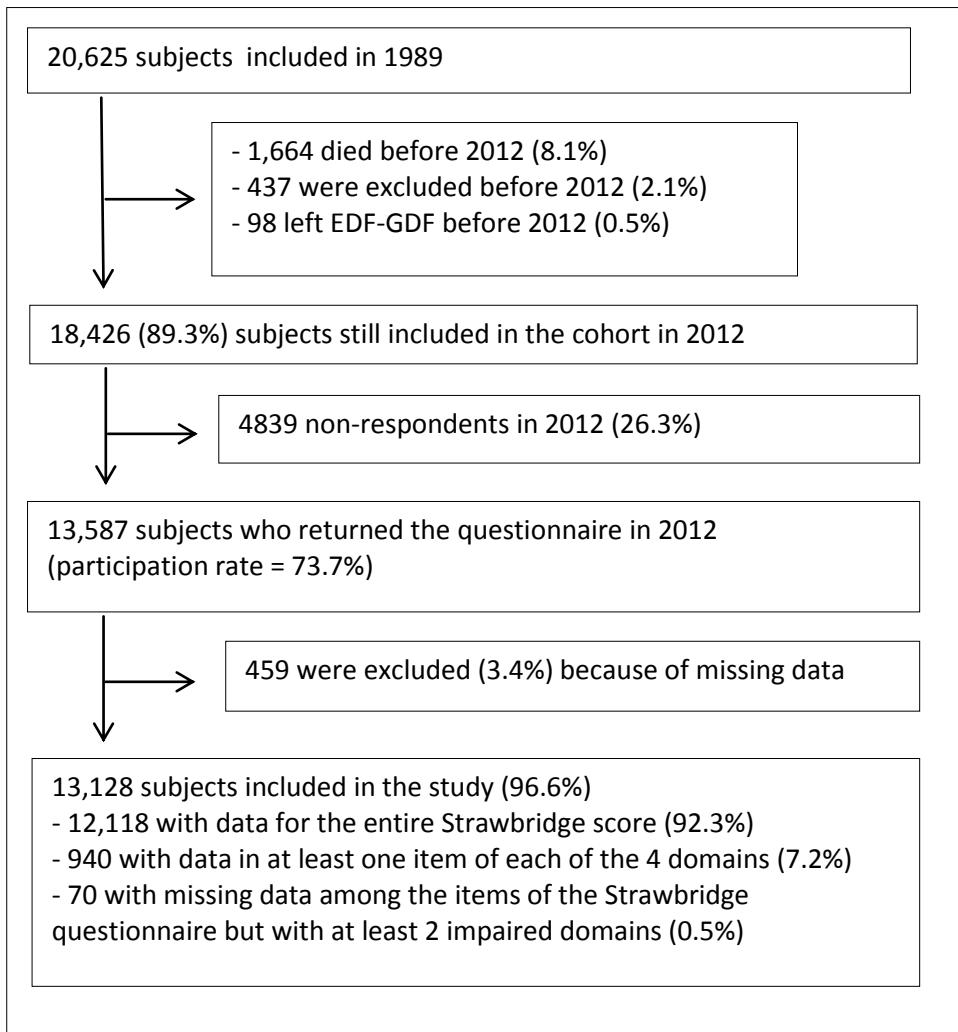 20,625 subjects included in 1989
- 1,664 died before 2012 (8.1%)
- 437 were excluded before 2012 (2.1%)
- 98 left EDF-GDF before 2012 (0.5%)
18,426 (89.3%) subjects still included in the cohort in 2012
4839 non-respondents in 2012 (26.3%)
13,587 subjects who returned the questionnaire in 2012
(participation rate = 73.7%)
459 were excluded (3.4%) because of missing data
13,128 subjects included in the study (96.6%)
- 12,118 with data for the entire Strawbridge score (92.3%)
- 940 with data in at least one item of each of the 4 domains (7.2%)
- 70 with missing data among the items of the Strawbridge
questionnaire but with at least 2 impaired domains (0.5%)